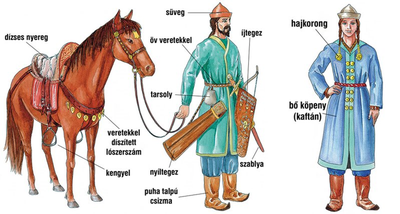 díszes nyereg
süveg
öv veretekkel
íjtegez
tarsoly
veretekkel
díszített
lószerszám
kengyel
nyíltegez
szablya
puha talpú
csizma
hajkorong
bő köpeny
(kaftán)